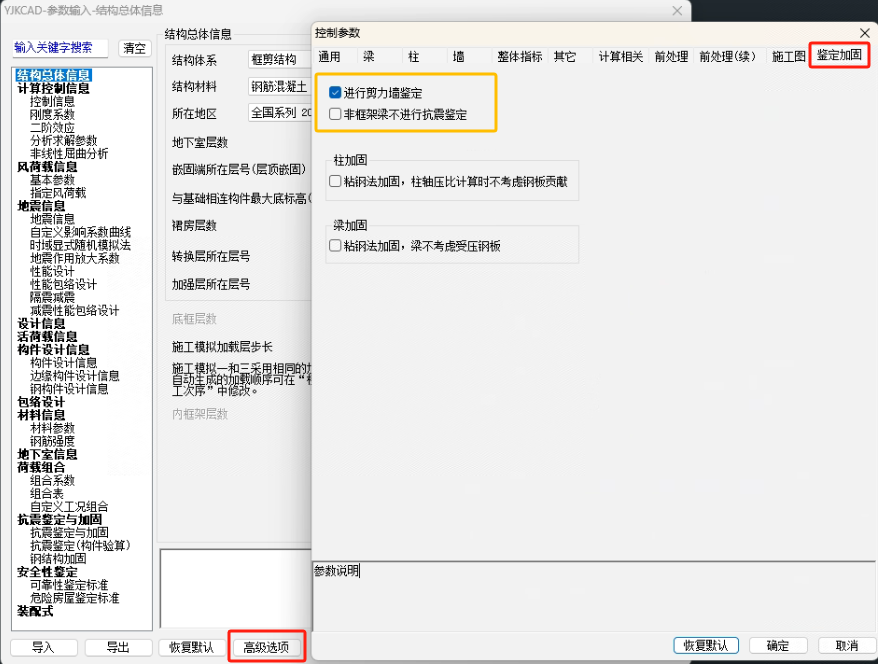 YJKCAD-参数输入-结构总体信息
输入关键字搜索
清空
结构总体信息
计算控制信息
控制信息
刚度系数
二阶效应
分析求解参数
非线性屈曲分析
风荷载信息
基本参数
指定风荷载
地震信息
地震信息
自定义影响系数曲线
时域显式随机模拟法
地震作用放大系数
性能设计
性能包络设计
隔震减震
减震性能包络设计
设计信息
活荷载信息
构件设计信息
构件设计信息
边缘构件设计信息
钢构件设计信息
包络设计
材料信息
材料参数
钢筋强度
地下室信息
荷载组合
组合系数
组合表
自定义工况组合
抗震鉴定与加固
抗震鉴定与加固
抗震鉴定(构件验算)
钢结构加固
安全性鉴定
可靠性鉴定标准
危险房屋鉴定标准
装配式
结构总体信息
结构体系 框剪结构
结构材料 钢筋混凝土
所在地区 全国系列 20
地下室层数
嵌固端所在层号(层顶嵌固)
与基础相连构件最大底标高(
裙房层数
转换层所在层号
加强层所在层号
底框层数
施工模拟加载层步长
施工模拟一和三采用相同的加
自动生成的加载顺序可在“
工次序”中修改。
内框架层数
导入
导出
恢复默认
高级选项
控制参数
通用 梁 柱 墙 整体指标 其它 计算相关 前处理 前处理(续) 施工图 鉴定加固
进行剪力墙鉴定
非框架梁不进行抗震鉴定
柱加固
粘钢法加固，柱轴压比计算时不考虑钢板贡献
梁加固
粘钢法加固，梁不考虑受压钢板
参数说明
恢复默认
确定
取消